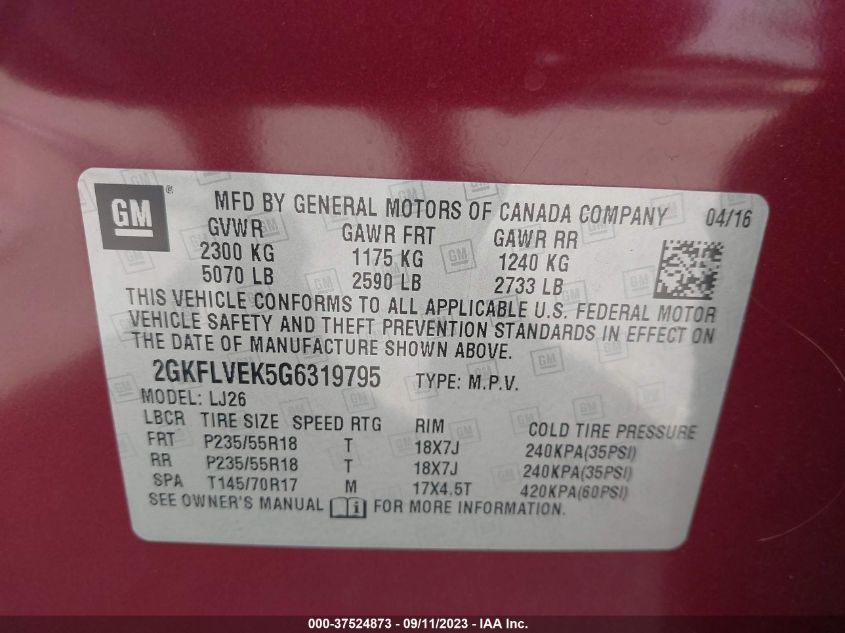 GM ®
MFD BY GENERAL MOTORS OF CANADA COMPANY 04/16
GVWR GAWR FRT GAWR RR
2300 KG 1175 KG 1240 KG
5070 LB 2590 LB 2733 LB
THIS VEHICLE CONFORMS TO ALL APPLICABLE U.S. FEDERAL MOTOR
VEHICLE SAFETY AND THEFT PREVENTION STANDARDS IN EFFECT ON
THE DATE OF MANUFACTURE SHOWN ABOVE.
2GKFLVEK5G6319795 TYPE: M.P.V.
MODEL: LJ26
LBCR TIRE SIZE SPEED RTG RIM COLD TIRE PRESSURE
FRT P235/55R18 T 18X7J 240KPA(35PSI)
RR P235/55R18 T 18X7J 240KPA(35PSI)
SPA T145/70R17 M 17X4.5T 420KPA(60PSI)
SEE OWNER'S MANUAL i FOR MORE INFORMATION.
000-37524873 - 09/11/2023 - IAA Inc.